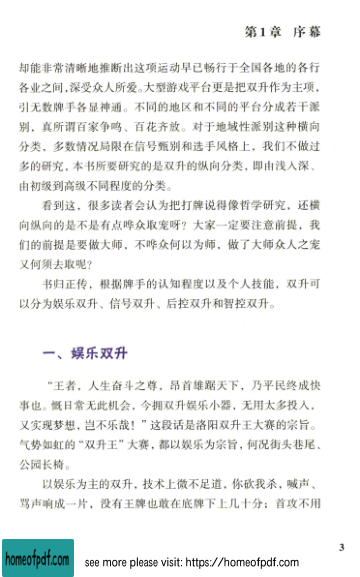 第1章 序幕
却能非常清晰地推断出这项运动早已畅行于全国各地的各行
各业之间,深受众人所爱。大型游戏平台更是把双升作为主项,
引无数牌手各显神通。不同的地区和不同的平台分成若干派
别，真所谓百家争鸣、百花齐放。对于地域性派别这种横向
分类，多数情况局限在信号甄别和选手风格上，我们不做过
多的研究，本书所要研究的是双升的纵向分类，即由浅入深、
由初级到高级不同程度的分类。
看到这，很多读者会认为把打牌说得像哲学研究，还横
向纵向的是不是有点哗众取宠呀？大家一定要注意前提，我
们的前提是要做大师，不哗众何以为师，做了大师众人之宠
又何须去取呢？
书归正传，根据牌手的认知程度以及个人技能，双升可
以分为娱乐双升、信号双升、后控双升和智控双升。
一、娱乐双升
“王者，人生奋斗之尊，昂首雄踞天下，乃平民终成快
事也。慨日常无此机会，今拥双升娱乐小器，无用太多投入，
又实现梦想，岂不乐哉！”这段话是洛阳双升王大赛的宗旨。
气势如虹的“双升王”大赛，都以娱乐为宗旨，何况街头巷尾、
公园长椅。
以娱乐为主的双升，技术上微不足道，你砍我杀，喊声、
骂声响成一片，没有王牌也敢在底牌下上几十分；首攻不用
3
homeofpdf.com
see more please visit: https://homeofpdf.com